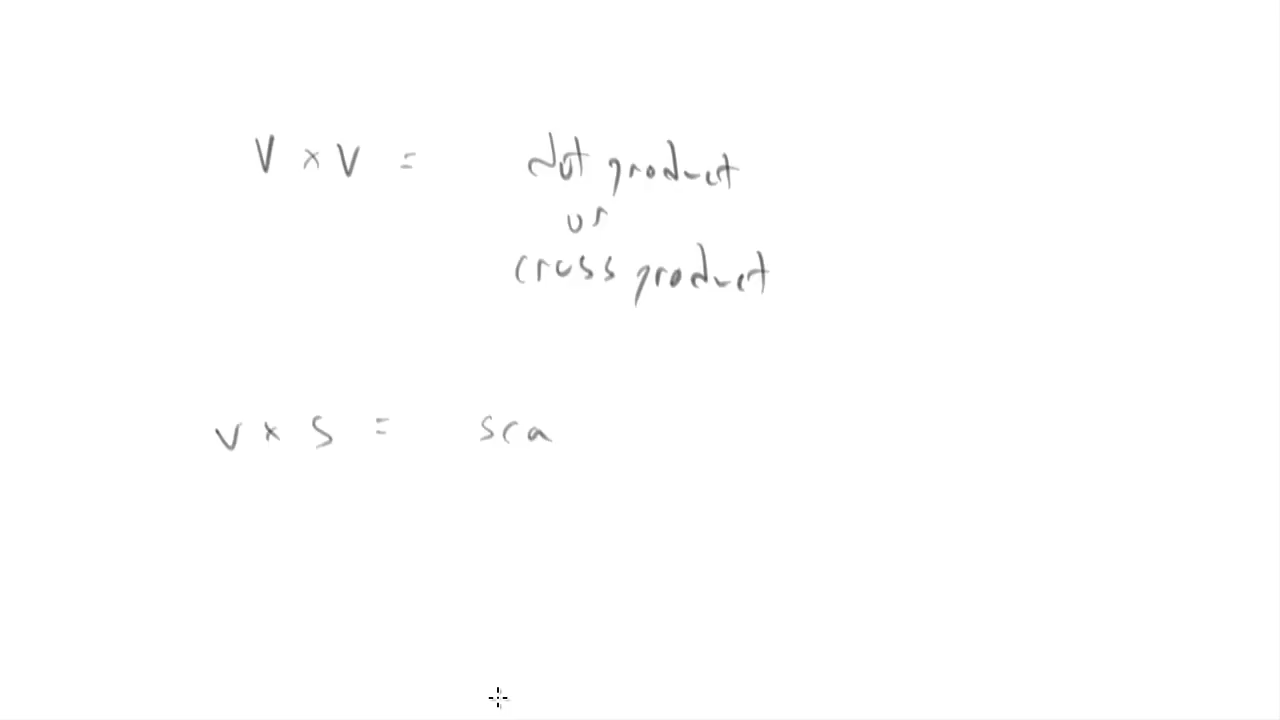 V × V = dot product
or
cross product
V × S = sca